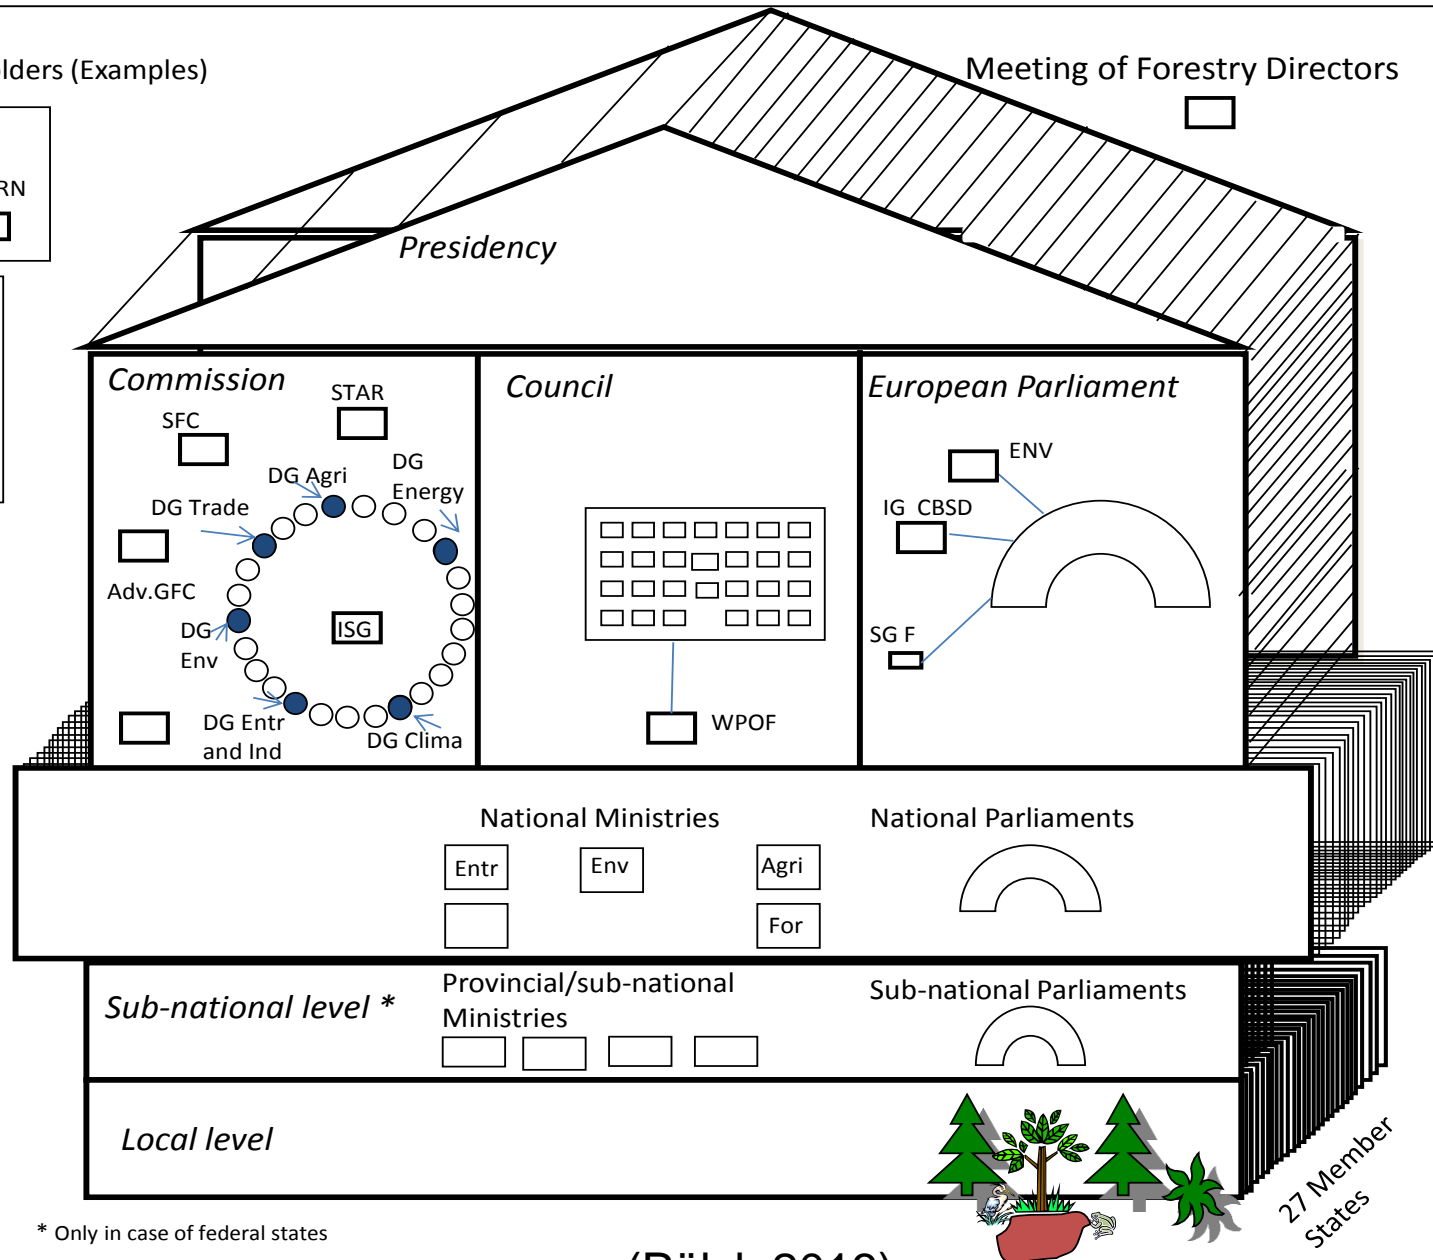 olders (Examples)
Meeting of Forestry Directors
RN
Presidency
Commission
STAR
SFC
DG Agri
DG
Energy
DG Trade
Adv.GFC
DG
Env
ISG
DG Entr
and Ind
DG Clima
Council
WPOF
European Parliament
ENV
IG CBSD
SG F
National Ministries
National Parliaments
Entr
Env
Agri
For
Sub-national level *
Provincial/sub-national
Ministries
Sub-national Parliaments
Local level
27 Member
States
* Only in case of federal states